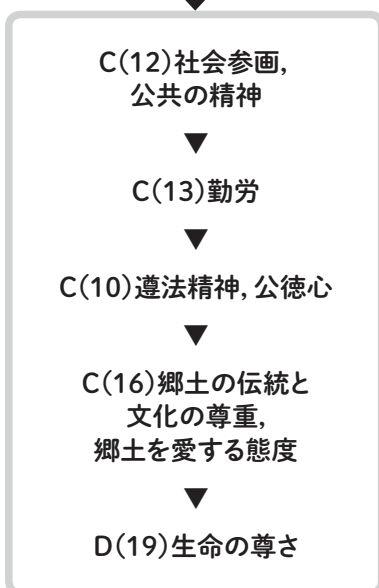 C(12)社会参画,
公共の精神
▼
C(13)勤労
▼
C(10)遵法精神, 公徳心
▼
C(16)郷土の伝統と
文化の尊重,
郷土を愛する態度
▼
D(19)生命の尊さ